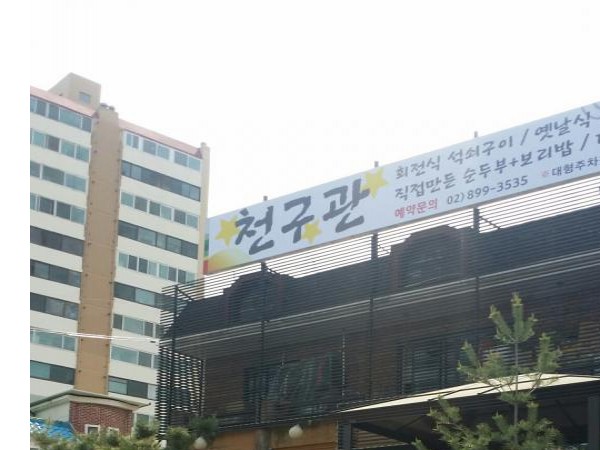 천구관
회전식 석쇠구이 / 옛날식
직접만든 순두부+보리밥 /
예약문의 02) 899-3535 ※대형주차